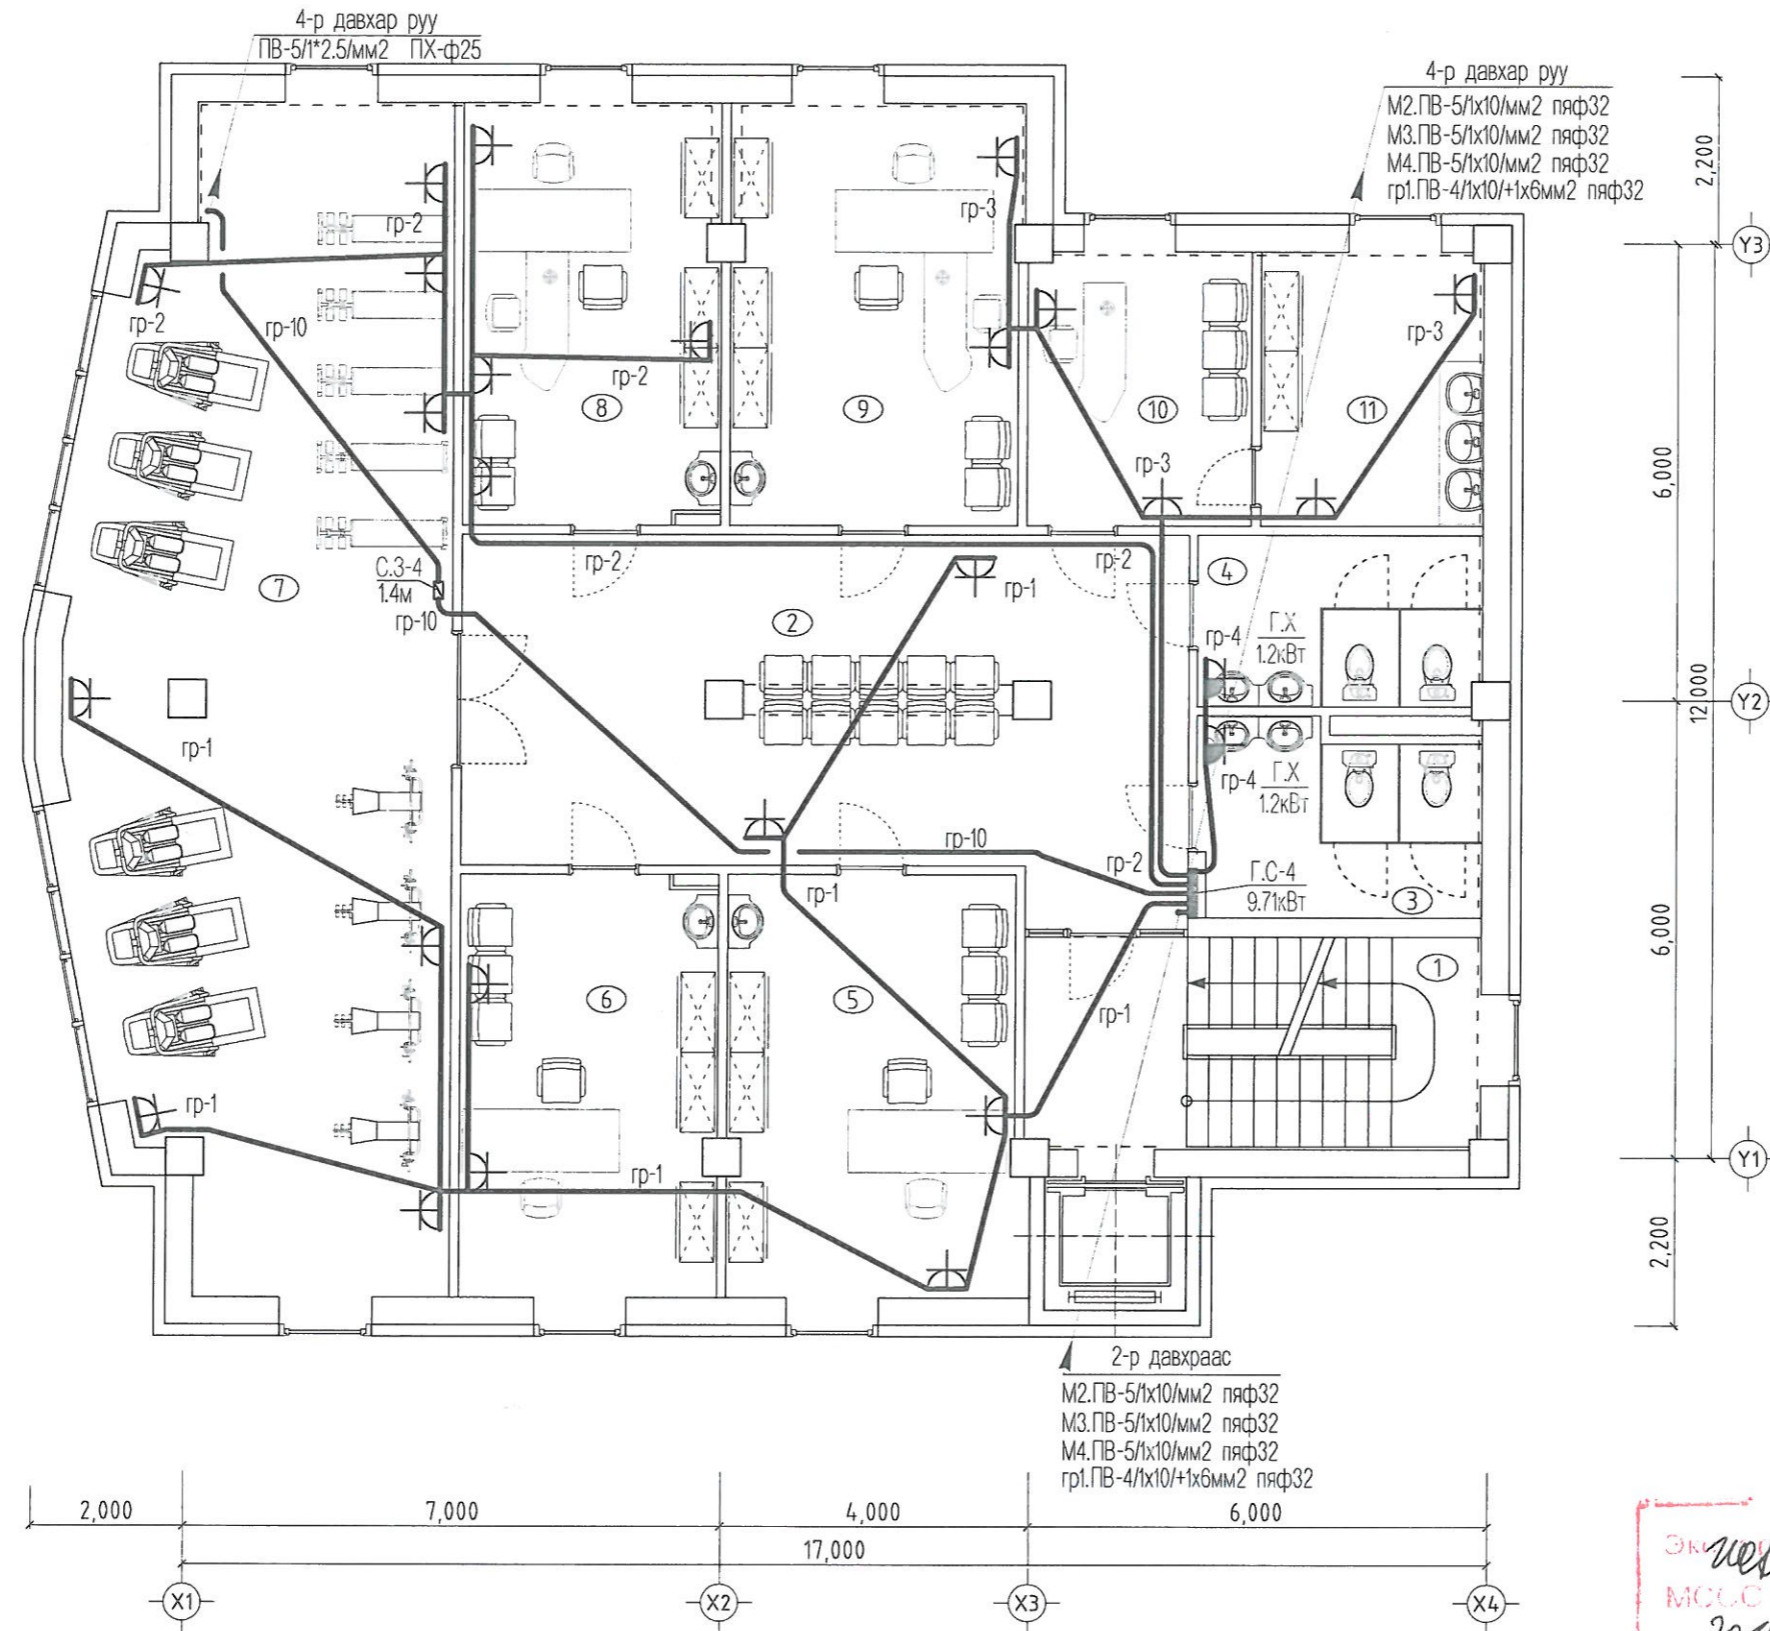 4-р давхар руу
ПВ-5/1*2.5/мм2 ПХ-ф25
4-р давхар руу
М2.ПВ-5/1х10/мм2 пяф32
М3.ПВ-5/1х10/мм2 пяф32
М4.ПВ-5/1х10/мм2 пяф32
гр1.ПВ-4/1х10/+1х6мм2 пяф32
2,200
Y3
гр-2
гр-3
гр-2
гр-10
гр-3
гр-2
8
9
10
11
6,000
гр-3
7
С.3-4
1.4м
гр-10
гр-2
гр-2
гр-1
4
2
гр-4
Г.Х
1.2кВт
12,000
Y2
гр-1
гр-4
Г.Х
1.2кВт
гр-10
гр-2
гр-1
Г.С-4
9.71кВт
3
6,000
1
6
5
гр-1
гр-1
гр-1
Y1
2,200
2-р давхраас
М2.ПВ-5/1х10/мм2 пяф32
М3.ПВ-5/1х10/мм2 пяф32
М4.ПВ-5/1х10/мм2 пяф32
гр1.ПВ-4/1х10/+1х6мм2 пяф32
2,000
7,000
4,000
6,000
17,000
X1
X2
X3
X4